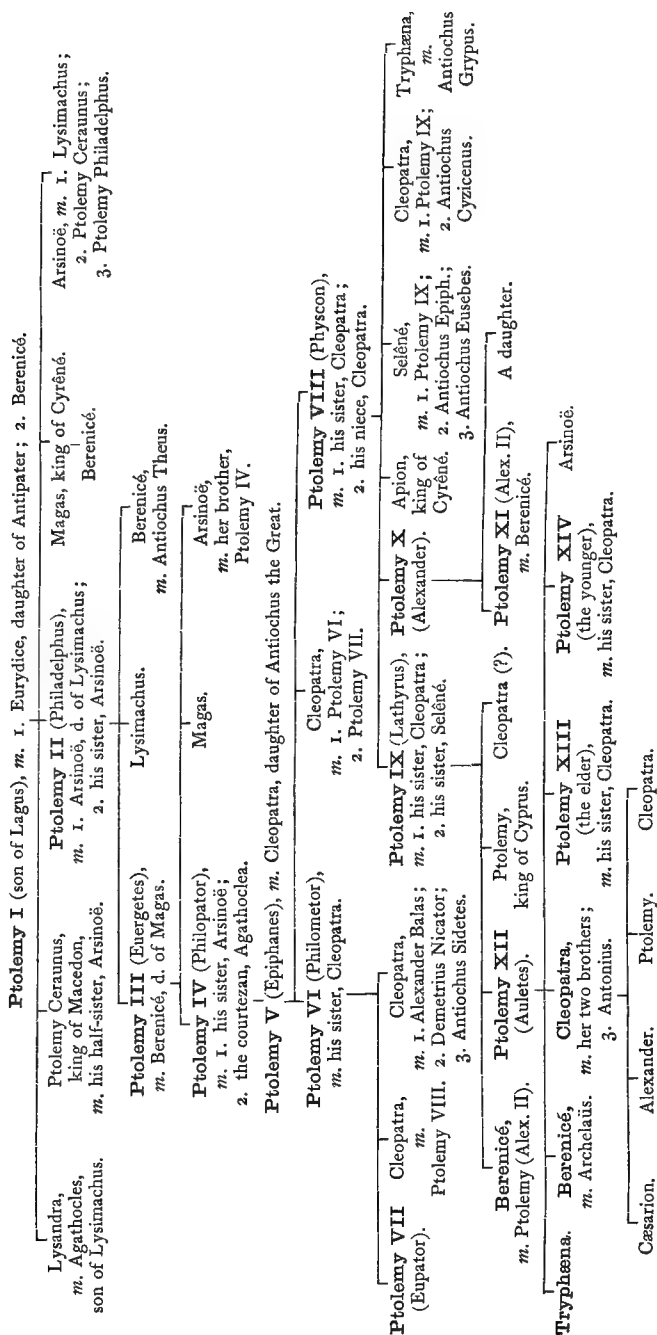 Ptolemy I (son of Lagus), m. 1. Eurydice, daughter of Antipater; 2. Berenicé.
Lysandra,
m. Agathocles,
son of Lysimachus.
Ptolemy Ceraunus,
king of Macedon,
m. his half-sister, Arsinoë.
Ptolemy II (Philadelphus),
m. 1. Arsinoë, d. of Lysimachus;
2. his sister, Arsinoë.
Magas, king of Cyrêné.
Berenicé.
Arsinoë, m. 1. Lysimachus;
2. Ptolemy Ceraunus;
3. Ptolemy Philadelphus.
Ptolemy III (Euergetes),
m. Berenicé, d. of Magas.
Lysimachus.
Berenicé,
m. Antiochus Theus.
Ptolemy IV (Philopator),
m. 1. his sister, Arsinoë;
2. the courtezan, Agathoclea.
Magas.
Arsinoë,
m. her brother,
Ptolemy IV.
Ptolemy V (Epiphanes), m. Cleopatra, daughter of Antiochus the Great.
Ptolemy VI (Philometor),
m. his sister, Cleopatra.
Cleopatra,
m. 1. Ptolemy VI;
2. Ptolemy VII.
Ptolemy VIII (Physcon),
m. 1. his sister, Cleopatra;
2. his niece, Cleopatra.
Ptolemy VII
(Eupator).
Cleopatra,
m.
Ptolemy VIII.
Cleopatra,
m. 1. Alexander Balas;
2. Demetrius Nicator;
3. Antiochus Sidetes.
Ptolemy IX (Lathyrus),
m. 1. his sister, Cleopatra;
2. his sister, Selêné.
Ptolemy X
(Alexander).
Apion,
king of
Cyrêné.
Selêné,
m. 1. Ptolemy IX;
2. Antiochus Epiph.;
3. Antiochus Eusebes.
Cleopatra,
m. 1. Ptolemy IX;
2. Antiochus
Cyzicenus.
Tryphæna,
m.
Antiochus
Grypus.
Berenicé,
m. Ptolemy (Alex. II).
Ptolemy XII
(Auletes).
Ptolemy,
king of Cyprus.
Cleopatra (?).
Ptolemy XI (Alex. II),
m. Berenicé.
A daughter.
Tryphæna.
Berenicé,
m. Archelaüs.
Cleopatra,
m. her two brothers;
3. Antonius.
Ptolemy XIII
(the elder),
m. his sister, Cleopatra.
Ptolemy XIV
(the younger),
m. his sister, Cleopatra.
Arsinoë.
Cæsarion.
Alexander.
Ptolemy.
Cleopatra.